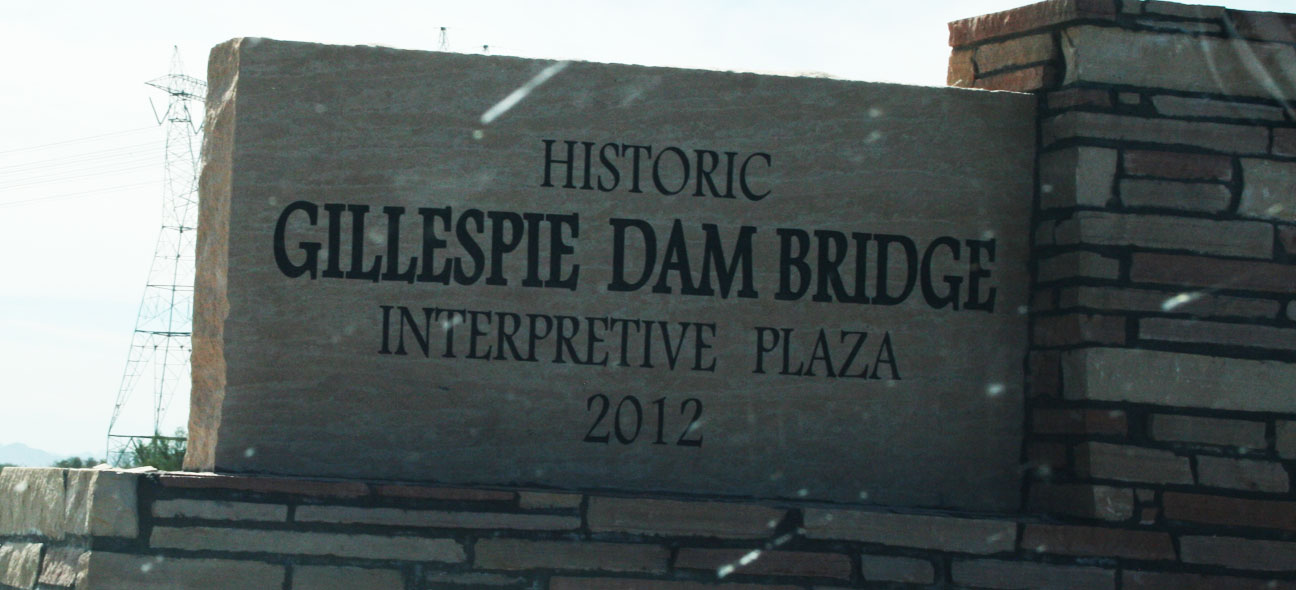 HISTORIC
GILLESPIE DAM BRIDGE
INTERPRETIVE PLAZA
2012